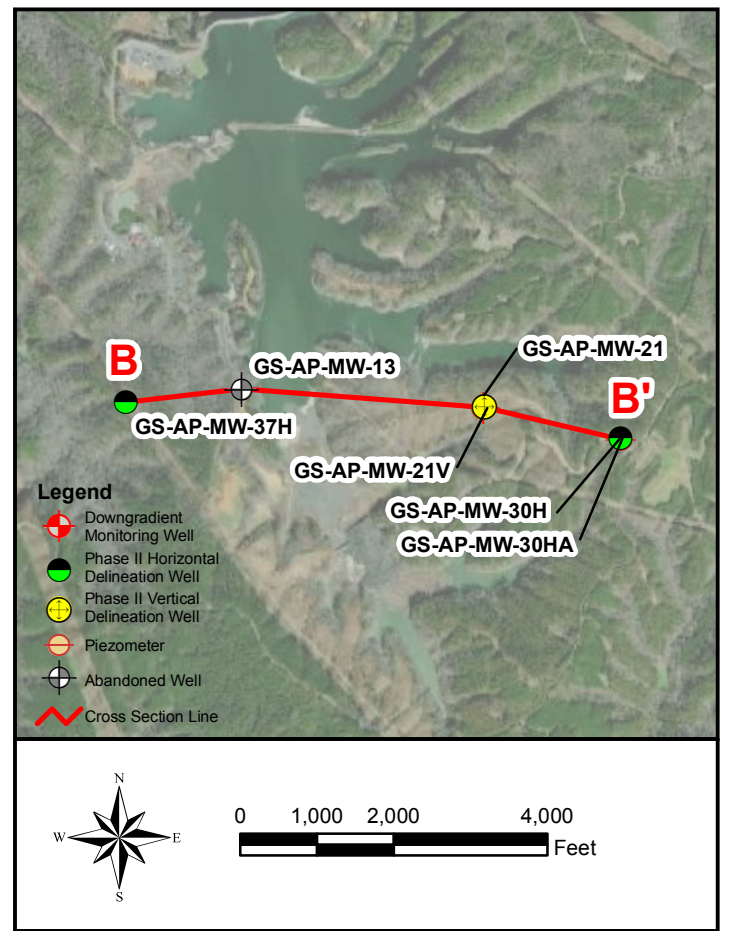 GS-AP-MW-21
B
GS-AP-MW-13
B'
GS-AP-MW-37H
GS-AP-MW-21V
GS-AP-MW-30H
GS-AP-MW-30HA
Legend
Downgradient
Monitoring Well
Phase II Horizontal
Delineation Well
Phase II Vertical
Delineation Well
Piezometer
Abandoned Well
Cross Section Line
N
W
E
S
0 1,000 2,000 4,000
Feet